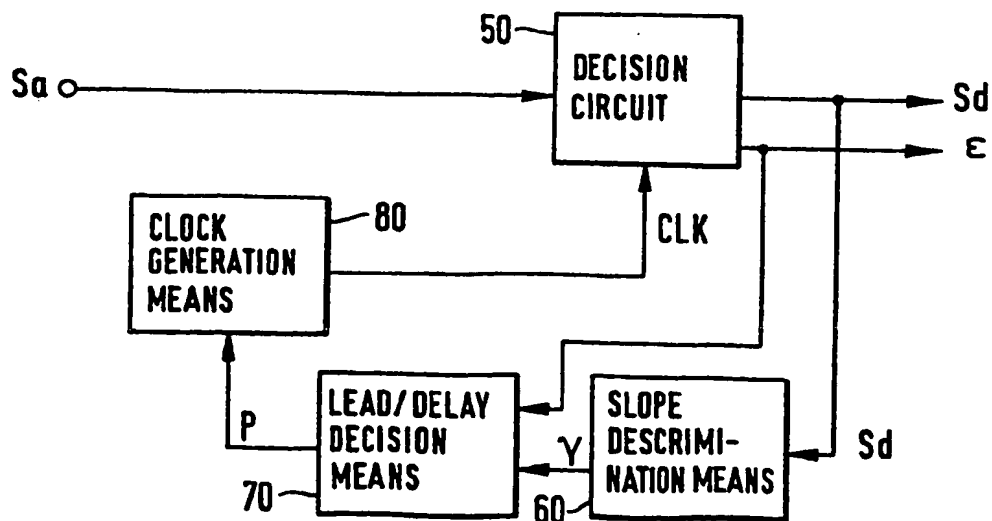 50
DECISION
CIRCUIT
Sa
Sd
ε
80
CLOCK
GENERATION
MEANS
CLK
LEAD/DELAY
DECISION
MEANS
SLOPE
DESCRIMI-
NATION MEANS
P
γ
Sd
70
60